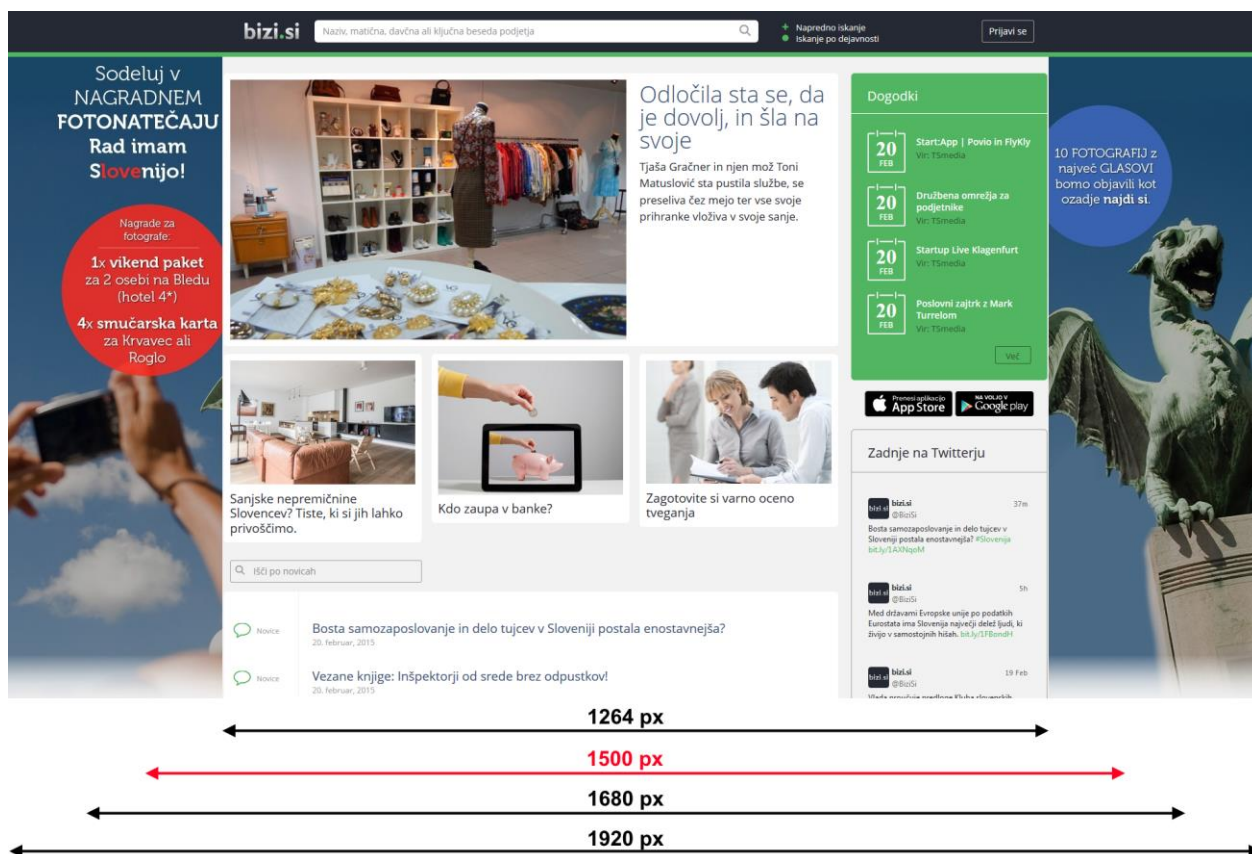 bizi.si
Naziv, matična, davčna ali ključna beseda podjetja
Napredno iskanje
Iskanje po dejavnosti
Prijavi se
Sodeluj v
NAGRADNEM
FOTONATEČAJU
Rad imam
Slovenijo!
Nagrade za
fotografe:
1x vikend paket
za 2 osebi na Bledu
(hotel 4*)
4x smučarska karta
za Krvavec ali
Roglo
Odločila sta se, da
je dovolj, in šla na
svoje
Tjaša Gračner in njen mož Toni
Matuslović sta pustila službe, se
preseliva čez mejo ter vse svoje
prihranke vloživa v svoje sanje.
Sanjske nepremičnine
Slovencev? Tiste, ki si jih lahko
privoščimo.
Kdo zaupa v banke?
Zagotovite si varno oceno
tveganja
Išči po novicah
Novice
Bosta samozaposlovanje in delo tujcev v Sloveniji postala enostavnejša?
20. februar, 2015
Novice
Vezane knjige: Inšpektorji od srede brez odpustkov!
20. februar, 2015
Dogodki
20
FEB
Start:App | Povio in FlyKly
Vir: TSmedia
20
FEB
Družbena omrežja za
podjetnike
Vir: TSmedia
20
FEB
Startup Live Klagenfurt
Vir: TSmedia
20
FEB
Poslovni zajtrk z Mark
Turrelom
Vir: TSmedia
Več
Prenesi aplikacijo
App Store
NA VOLJO V
Google play
Zadnje na Twitterju
bizi.si
bizi.si
37m
@BiziSi
Bosta samozaposlovanje in delo tujcev v
Sloveniji postala enostavnejša? #Slovenija
bit.ly/1AXNqoM
bizi.si
bizi.si
5h
@BiziSi
Med državami Evropske unije po podatkih
Eurostata ima Slovenija največji delež ljudi, ki
živijo v samostojnih hišah. bit.ly/1FBondH
bizi.si
bizi.si
19 Feb
@BiziSi
10 FOTOGRAFIJ z
največ GLASOVI
bomo objavili kot
ozadje najdi si.
1264 px
1500 px
1680 px
1920 px